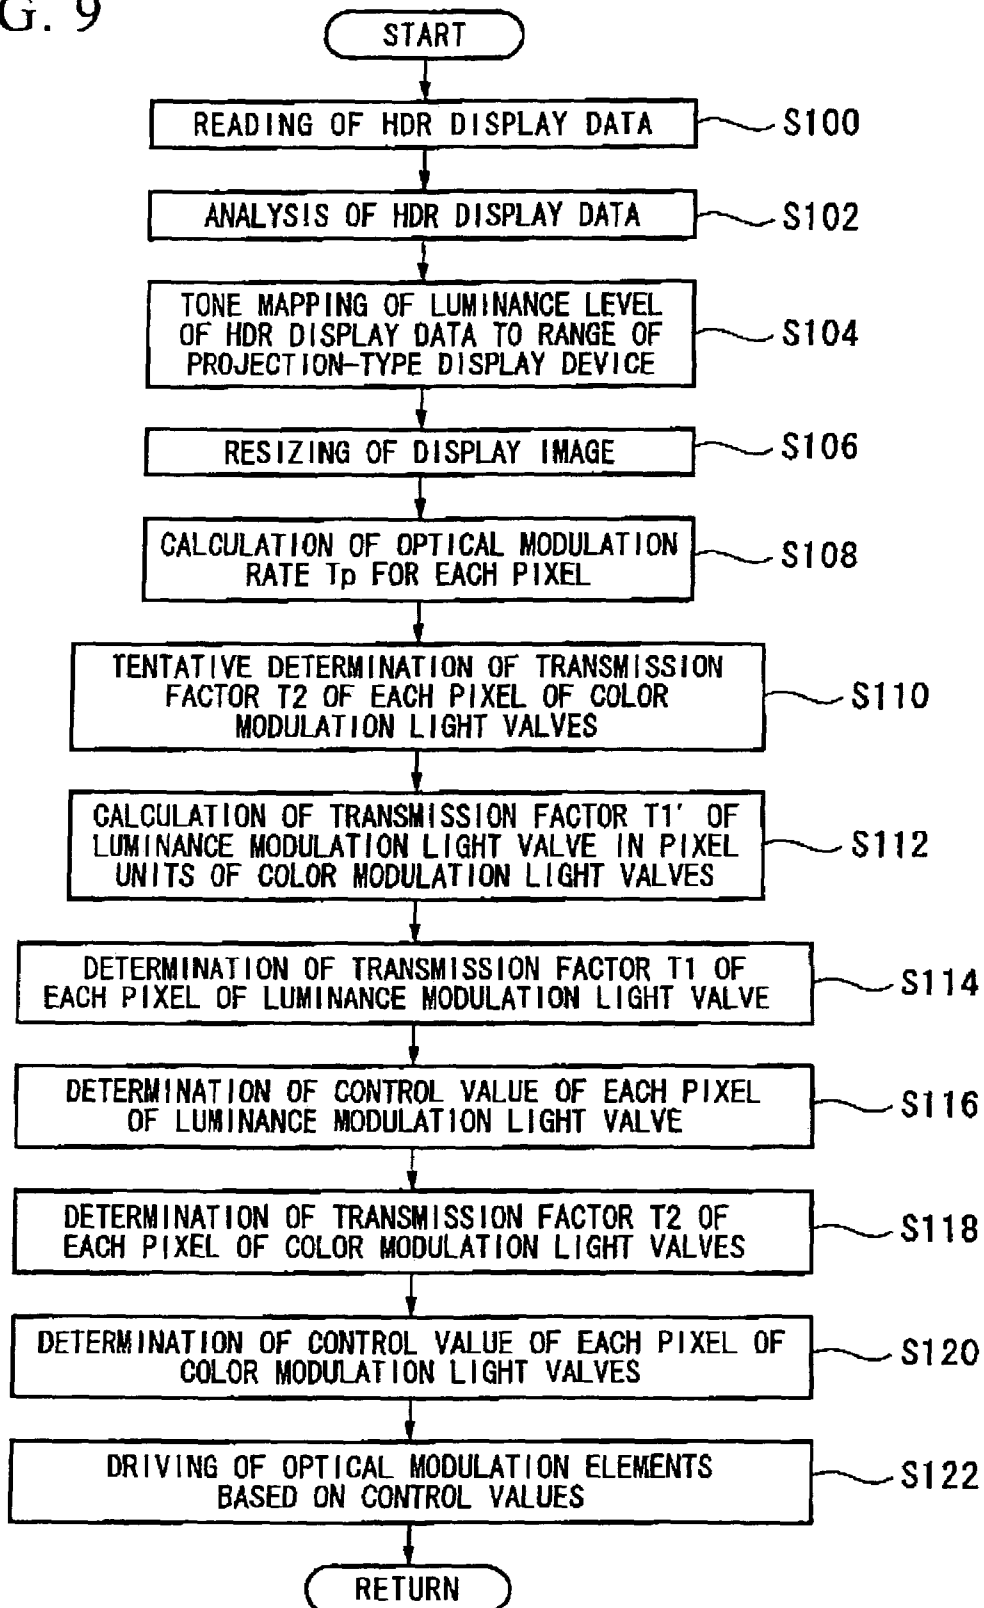 G. 9
START
READING OF HDR DISPLAY DATA
S100
ANALYSIS OF HDR DISPLAY DATA
S102
TONE MAPPING OF LUMINANCE LEVEL
OF HDR DISPLAY DATA TO RANGE OF
PROJECTION-TYPE DISPLAY DEVICE
S104
RESIZING OF DISPLAY IMAGE
S106
CALCULATION OF OPTICAL MODULATION
RATE Tp FOR EACH PIXEL
S108
TENTATIVE DETERMINATION OF TRANSMISSION
FACTOR T2 OF EACH PIXEL OF COLOR
MODULATION LIGHT VALVES
S110
CALCULATION OF TRANSMISSION FACTOR T1' OF
LUMINANCE MODULATION LIGHT VALVE IN PIXEL
UNITS OF COLOR MODULATION LIGHT VALVES
S112
DETERMINATION OF TRANSMISSION FACTOR T1 OF
EACH PIXEL OF LUMINANCE MODULATION LIGHT VALVE
S114
DETERMINATION OF CONTROL VALUE OF EACH PIXEL
OF LUMINANCE MODULATION LIGHT VALVE
S116
DETERMINATION OF TRANSMISSION FACTOR T2 OF
EACH PIXEL OF COLOR MODULATION LIGHT VALVES
S118
DETERMINATION OF CONTROL VALUE OF EACH PIXEL OF
COLOR MODULATION LIGHT VALVES
S120
DRIVING OF OPTICAL MODULATION ELEMENTS
BASED ON CONTROL VALUES
S122
RETURN